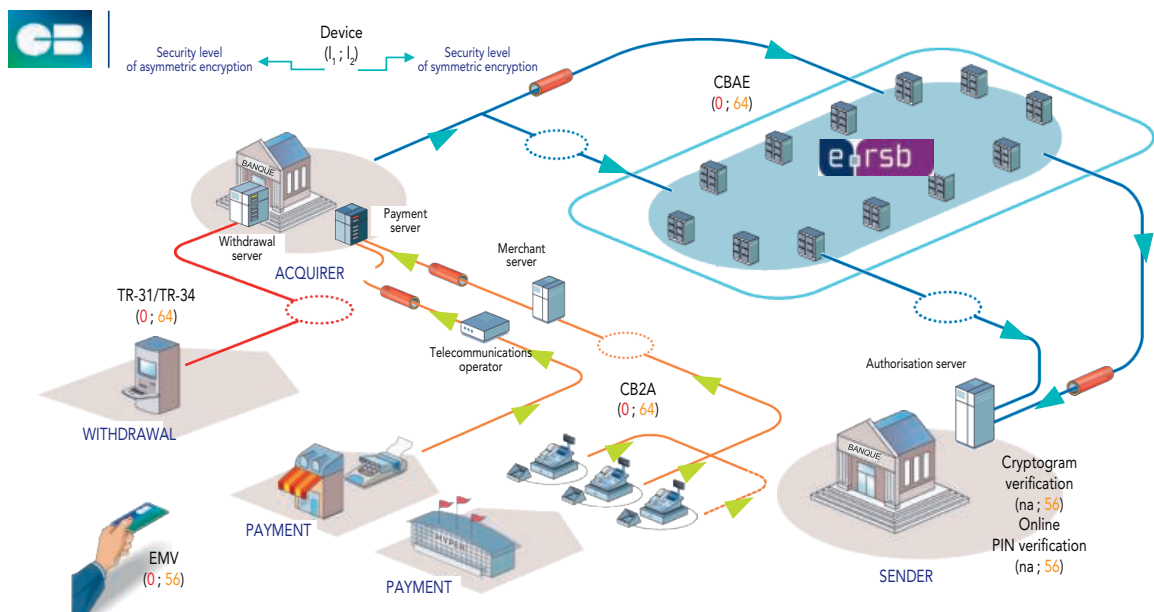 CB
Device
(l1 ; l2)
Security level
of asymmetric encryption
Security level
of symmetric encryption
CBAE
(0 ; 64)
e.rsb
BANQUE
Withdrawal
server
Payment
server
ACQUIRER
Merchant
server
TR-31/TR-34
(0 ; 64)
Telecommunications
operator
WITHDRAWAL
CB2A
(0 ; 64)
Authorisation server
BANQUE
Cryptogram
verification
(na ; 56)
Online
PIN verification
(na ; 56)
SENDER
PAYMENT
HYPER
PAYMENT
EMV
(0 ; 56)